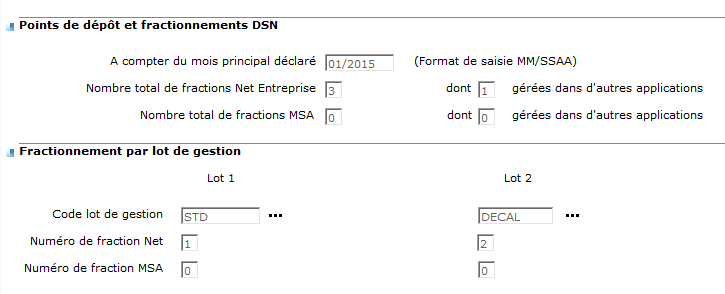 Points de dépôt et fractionnements DSN
A compter du mois principal déclaré 01/2015 (Format de saisie MM/SSAA)
Nombre total de fractions Net Entreprise 3 dont 1 gérées dans d'autres applications
Nombre total de fractions MSA 0 dont 0 gérées dans d'autres applications
Fractionnement par lot de gestion
Lot 1 Lot 2
Code lot de gestion STD ... DECAL ...
Numéro de fraction Net 1 2
Numéro de fraction MSA 0 0